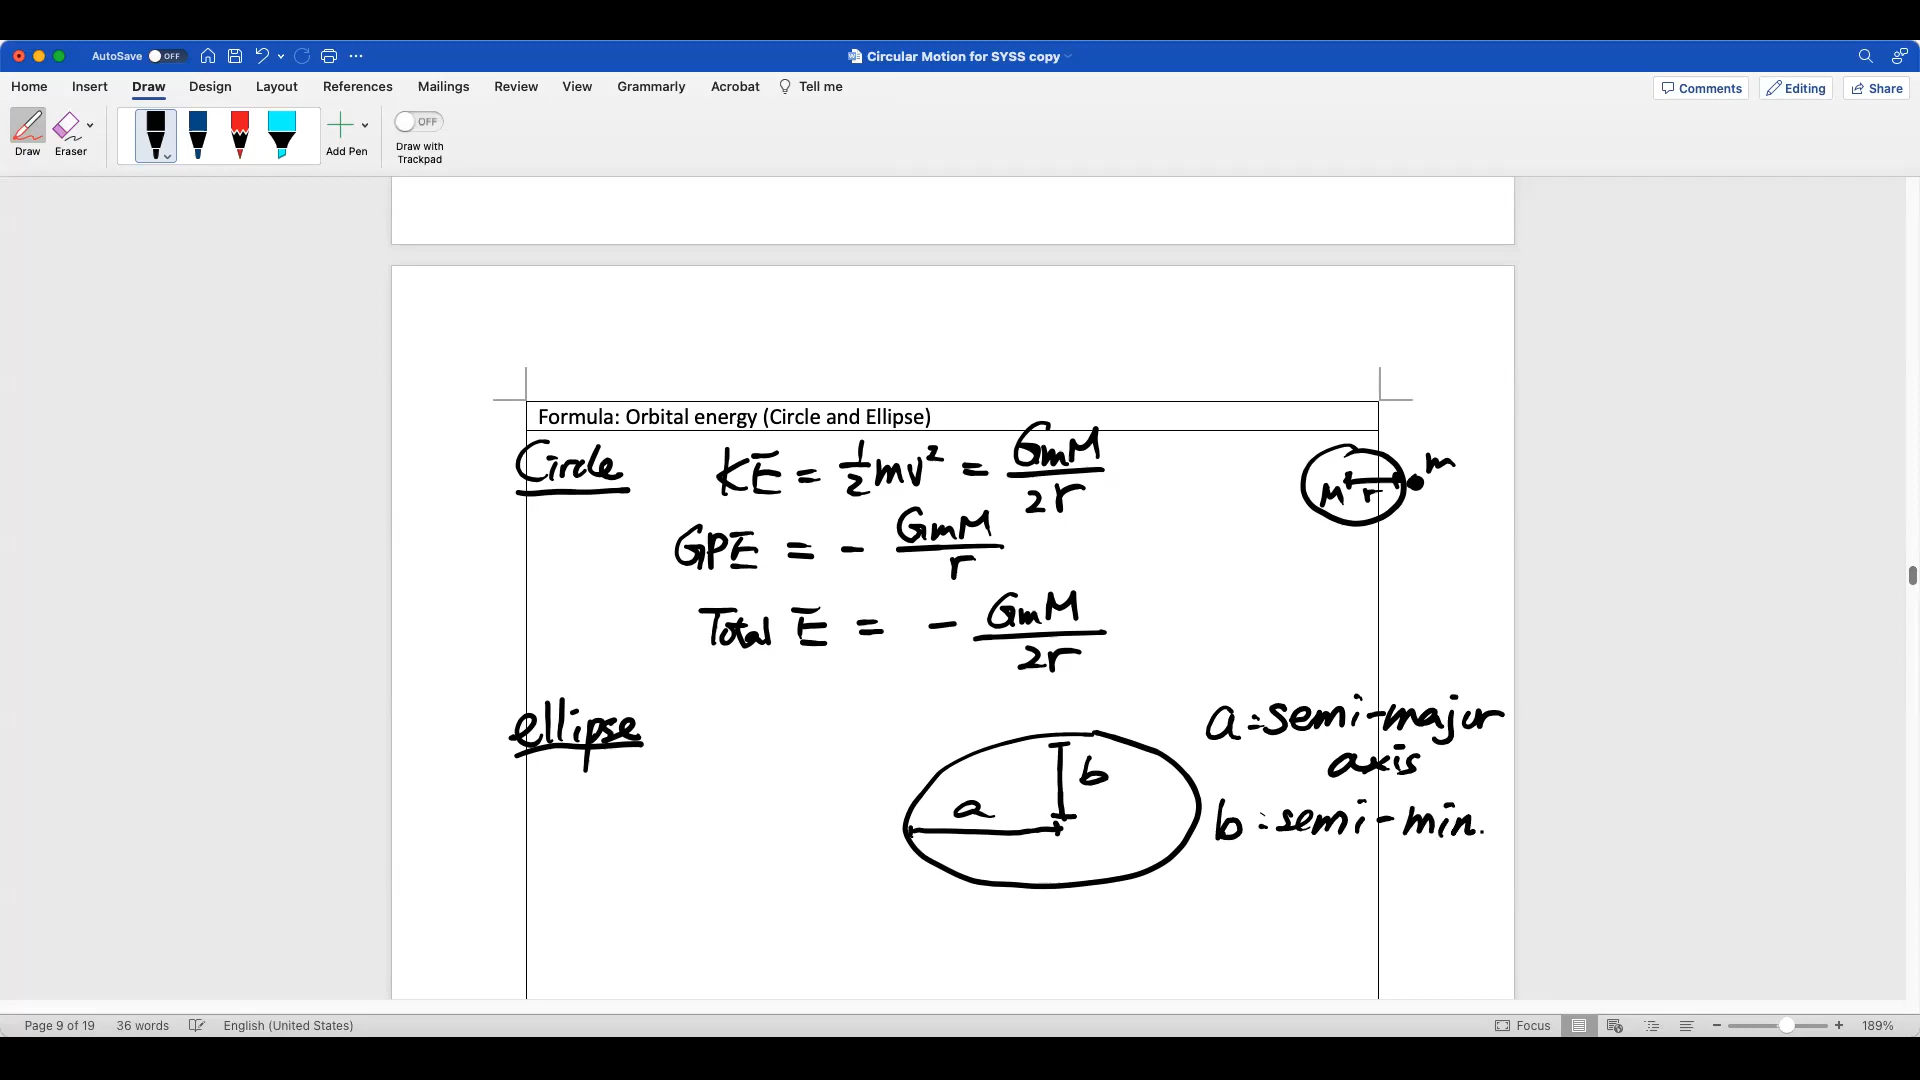 AutoSave OFF
Circular Motion for SYSS copy
Home Insert Draw Design Layout References Mailings Review View Grammarly Acrobat Tell me
Comments Editing Share
Draw Eraser Add Pen OFF Draw with Trackpad
Formula: Orbital energy (Circle and Ellipse)
Circle KE = 1/2 mv² = GmM / 2r
M r m
GPE = - GmM / r
Total E = - GmM / 2r
ellipse
a b
a = semi-major
axis
b = semi-min.
Page 9 of 19 36 words English (United States) Focus 189%